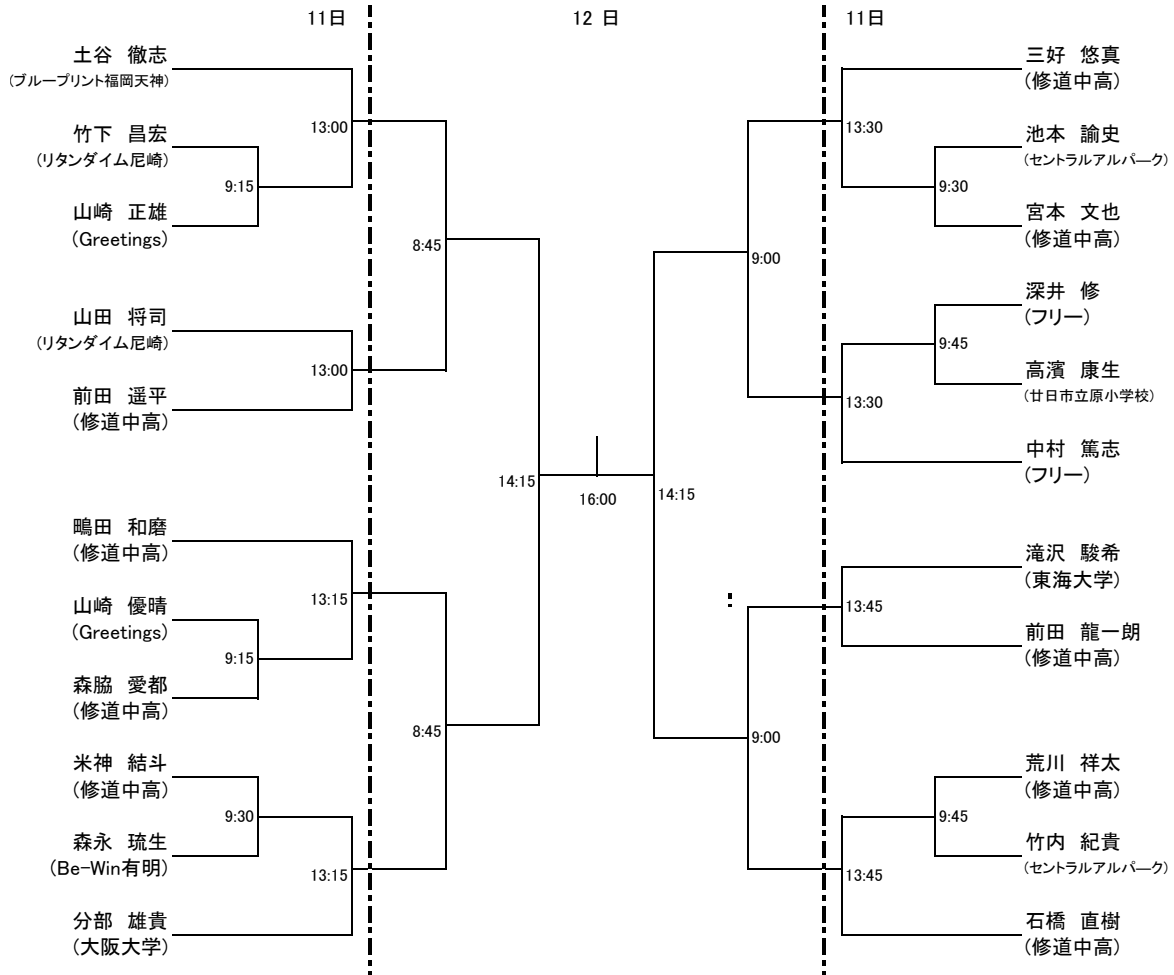 11日
12 日
11日
土谷 徹志
(ブループリント福岡天神)
13:00
竹下 昌宏
(リタンダイム尼崎)
9:15
山崎 正雄
(Greetings)
8:45
山田 将司
(リタンダイム尼崎)
13:00
前田 遥平
(修道中高)
14:15
鴫田 和磨
(修道中高)
13:15
山崎 優晴
(Greetings)
9:15
森脇 愛都
(修道中高)
8:45
米神 結斗
(修道中高)
9:30
森永 琉生
(Be-Win有明)
13:15
分部 雄貴
(大阪大学)
16:00
三好 悠真
(修道中高)
13:30
池本 諭史
(セントラルアルパーク)
9:30
宮本 文也
(修道中高)
9:00
深井 修
(フリー)
9:45
高濱 康生
(廿日市立原小学校)
13:30
中村 篤志
(フリー)
14:15
滝沢 駿希
(東海大学)
:
13:45
前田 龍一朗
(修道中高)
9:00
荒川 祥太
(修道中高)
9:45
竹内 紀貴
(セントラルアルパーク)
13:45
石橋 直樹
(修道中高)